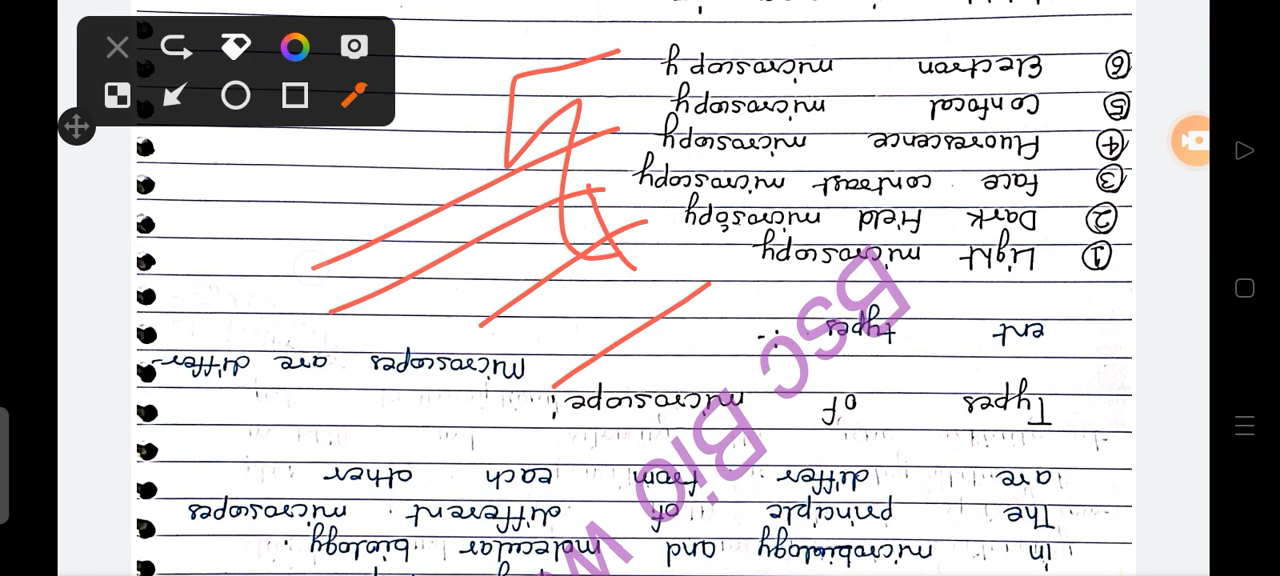 in microbiology and molecular biology.
The principle of different microscopes
are differ from each other
Types of microscope:
Microscopes are differ-
ent types :-
① Light microscopy
② Dark field microscopy
③ face contrast microscopy
④ fluorescence microscopy
⑤ Confocal microscopy
⑥ Electron microscopy
Bsc Bio w